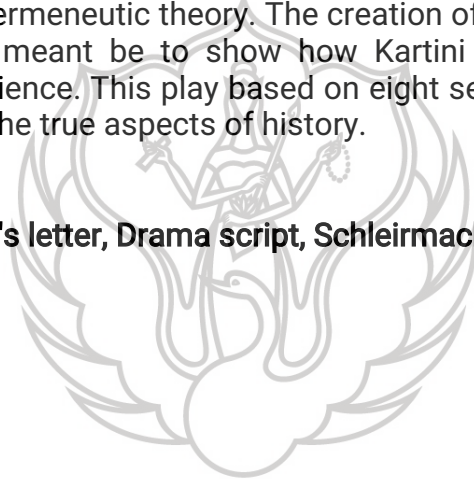 ermeneutic theory. The creation of
meant be to show how Kartini
ience. This play based on eight se
he true aspects of history.
's letter, Drama script, Schleirmac